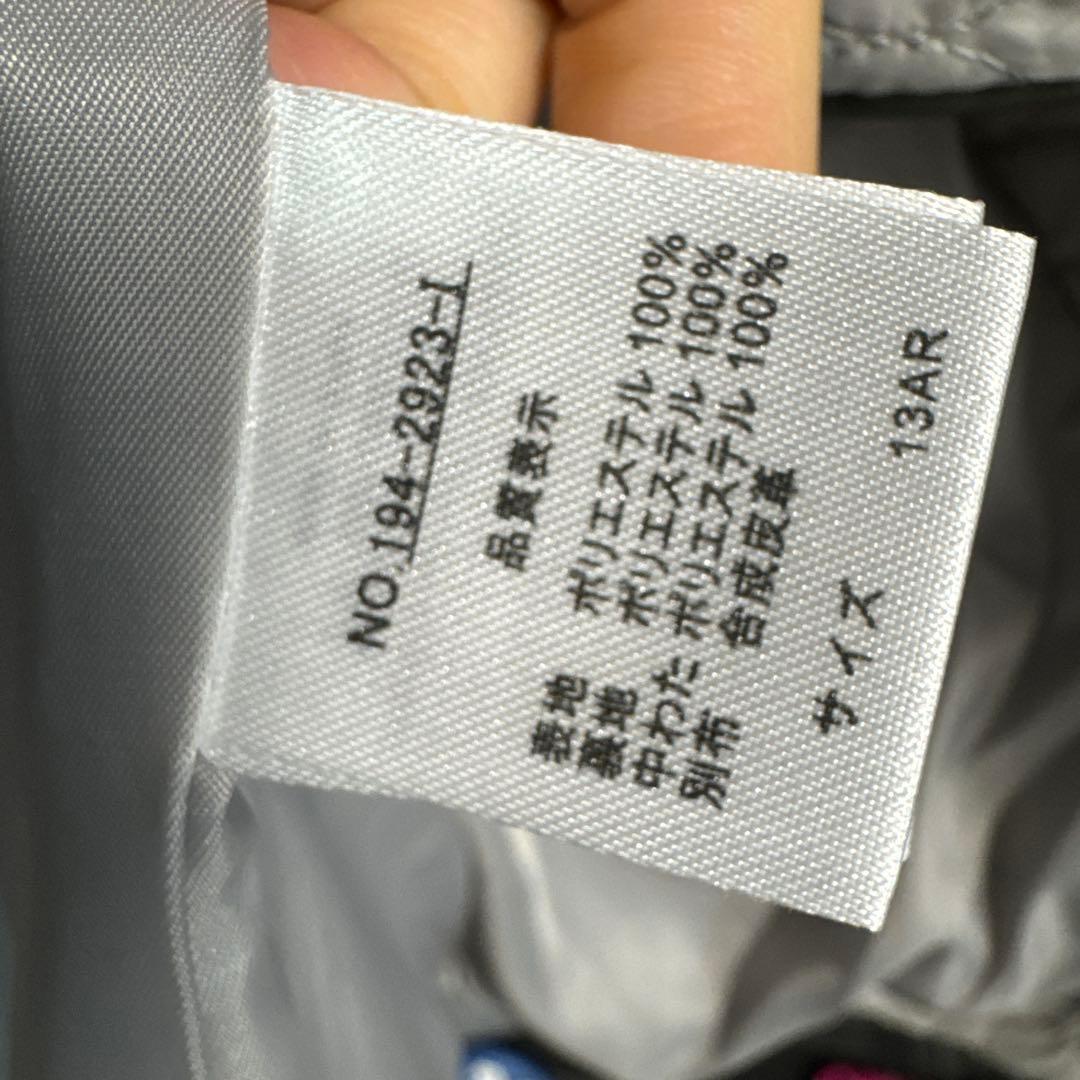 NO.194-2923-1
品質表示
表地 ポリエステル 100%
裏地 ポリエステル 100%
中わた ポリエステル 100%
別布 合成皮革
サイズ 13AR